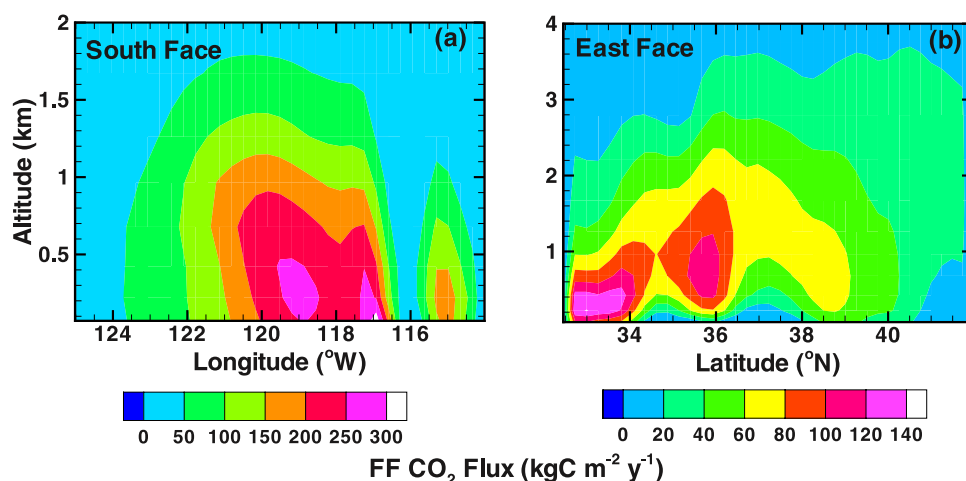 South Face (a)
2
1.5
1
0.5
Altitude (km)
124 122 120 118 116
Longitude (°W)
0 50 100 150 200 250 300
East Face (b)
4
3
2
1
34 36 38 40
Latitude (°N)
0 20 40 60 80 100 120 140
FF CO₂ Flux (kgC m⁻² y⁻¹)